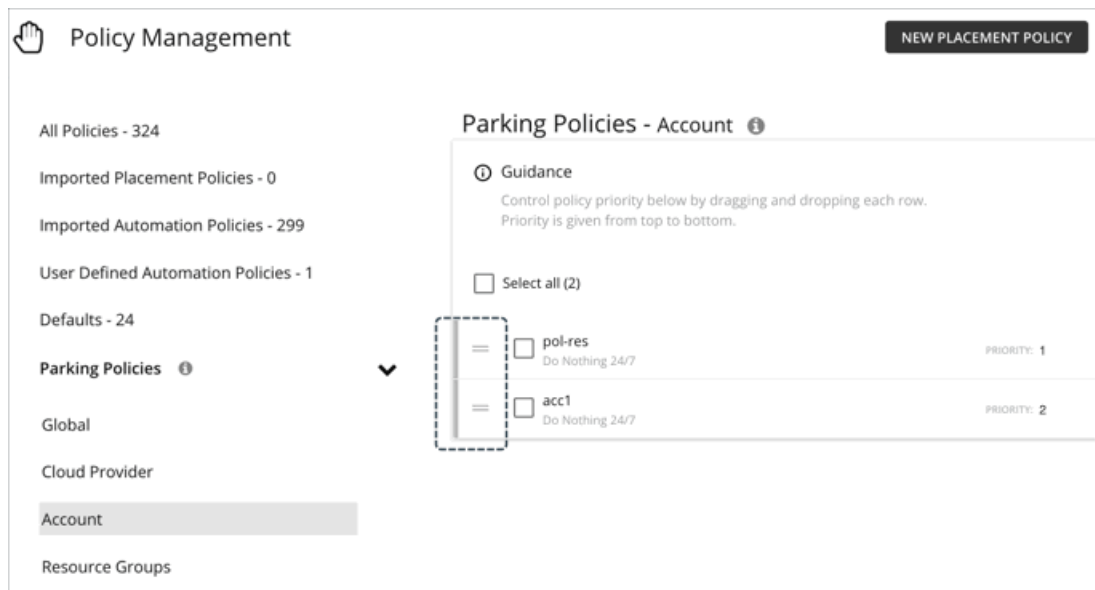 Policy Management
NEW PLACEMENT POLICY
All Policies - 324
Imported Placement Policies - 0
Imported Automation Policies - 299
User Defined Automation Policies - 1
Defaults - 24
Parking Policies
Global
Cloud Provider
Account
Resource Groups
Parking Policies - Account
Guidance
Control policy priority below by dragging and dropping each row.
Priority is given from top to bottom.
Select all (2)
pol-res
Do Nothing 24/7
PRIORITY: 1
acc1
Do Nothing 24/7
PRIORITY: 2